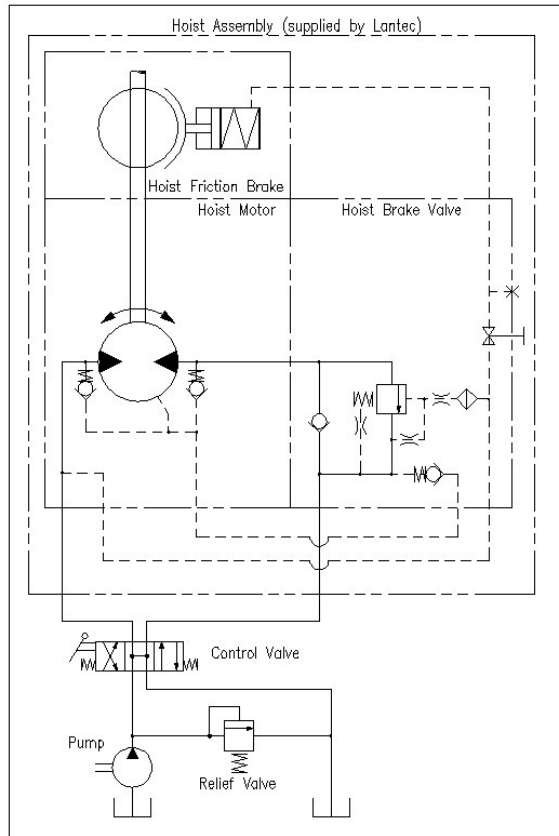 Hoist Assembly (supplied by Lantec)
Hoist Friction Brake
Hoist Motor
Hoist Brake Valve
Control Valve
Pump
Relief Valve